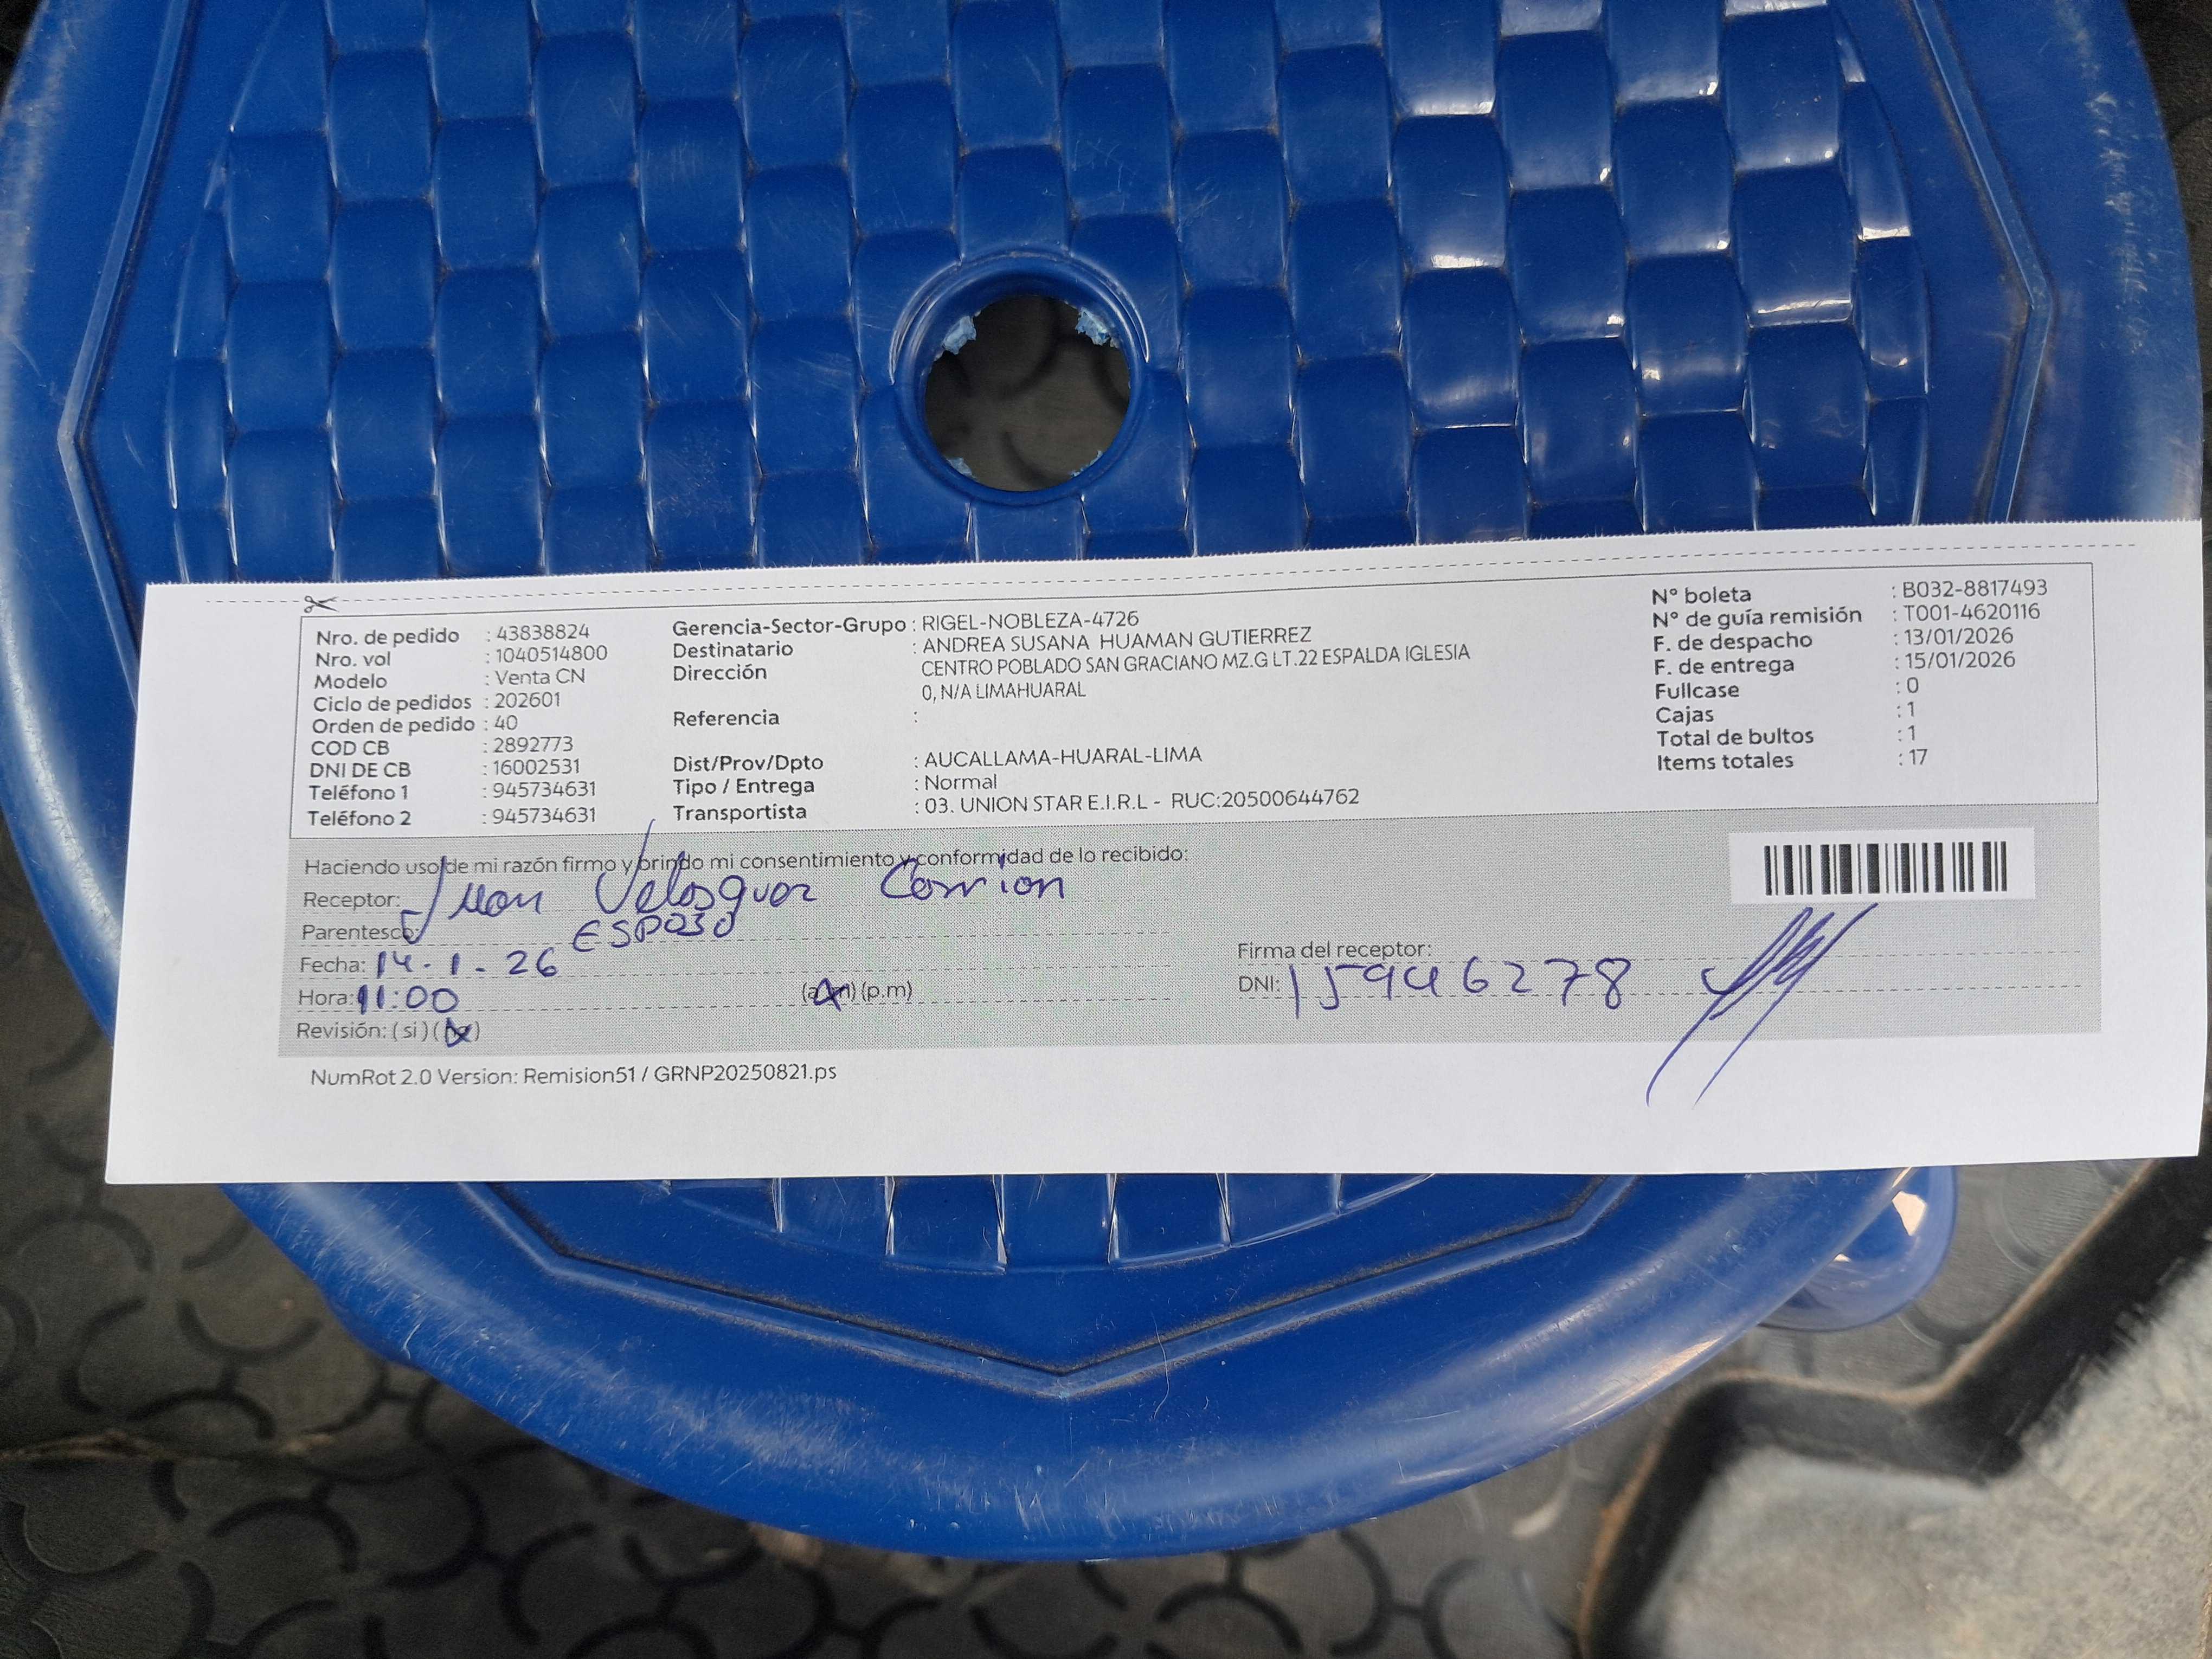 Nro. de pedido : 43838824
Nro. vol : 1040514800
Modelo : Venta CN
Ciclo de pedidos : 202601
Orden de pedido : 40
COD CB : 2892773
DNI DE CB : 16002531
Teléfono 1 : 945734631
Teléfono 2 : 945734631
Gerencia-Sector-Grupo : RIGEL-NOBLEZA-4726
Destinatario : ANDREA SUSANA HUAMAN GUTIERREZ
Dirección CENTRO POBLADO SAN GRACIANO MZ.G LT.22 ESPALDA IGLESIA
0, N/A LIMAHUARAL
Referencia :
Dist/Prov/Dpto : AUCALLAMA-HUARAL-LIMA
Tipo / Entrega : Normal
Transportista : 03. UNION STAR E.I.R.L - RUC:20500644762
N° boleta : B032-8817493
N° de guía remisión : T001-4620116
F. de despacho : 13/01/2026
F. de entrega : 15/01/2026
Fullcase : 0
Cajas : 1
Total de bultos : 1
Items totales : 17
Haciendo uso de mi razón firmo y brindo mi consentimiento y conformidad de lo recibido:
Receptor: Juan Velasquez Carrion
Parentesco: ESPOSO
Fecha: 14-1-26
Hora: 11:00 (a.m) (p.m)
Revisión: (si) (no)
Firma del receptor:
DNI: 15946278
NumRot 2.0 Version: Remision51 / GRNP20250821.ps